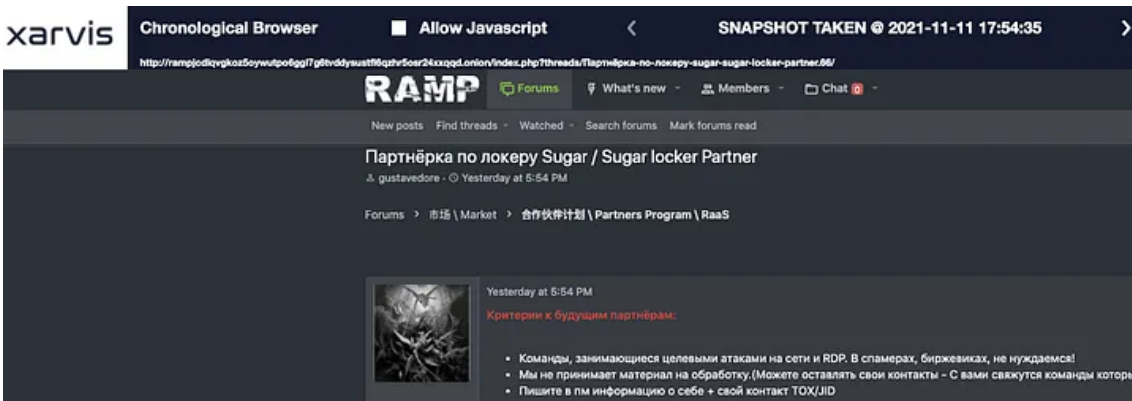 xarvis
Chronological Browser
Allow Javascript
SNAPSHOT TAKEN @ 2021-11-11 17:54:35
RAMP
Forums What's new Members Chat 0
New posts Find threads Watched Search forums Mark forums read
Партнёрка по локеру Sugar / Sugar locker Partner
gustavedore · Yesterday at 5:54 PM
Forums > 市场 \ Market > 合作伙伴计划 \ Partners Program \ RaaS
Yesterday at 5:54 PM
Критерии к будущим партнёрам:
• Команды, занимающиеся целевыми атаками на сети и RDP. В спамерах, биржевиках, не нуждаемся!
• Мы не принимает материал на обработку.(Можете оставлять свои контакты - С вами свяжутся команды которы
• Пишите в пм информацию о себе + свой контакт TOX/JID